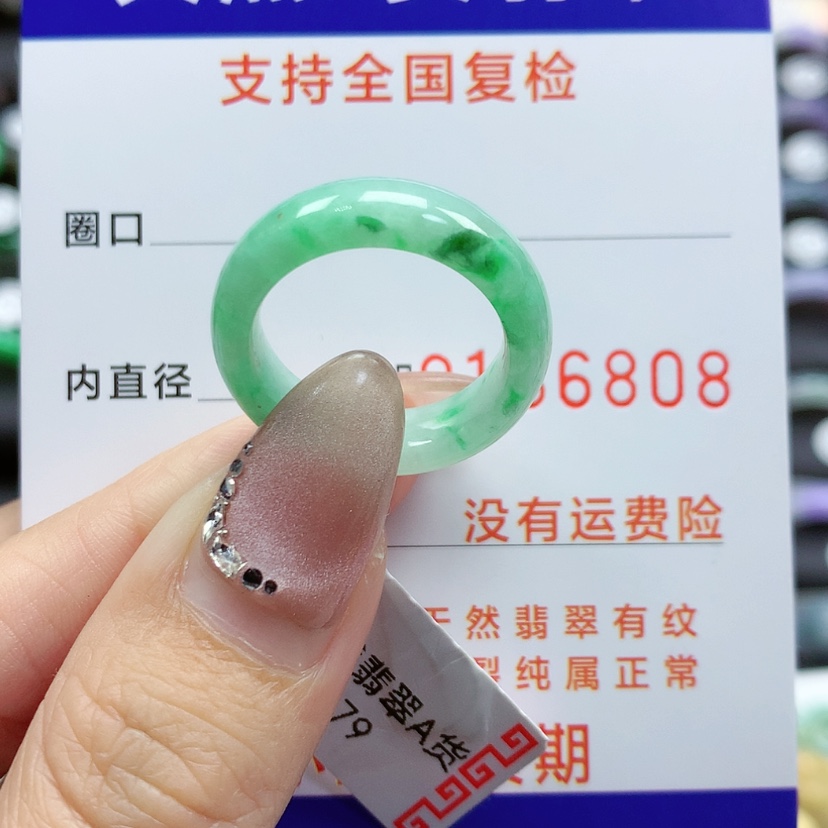 支持全国复检
圈口
内直径
6808
没有运费险
然翡翠有纹
纯属正常
期
翡翠A货
79